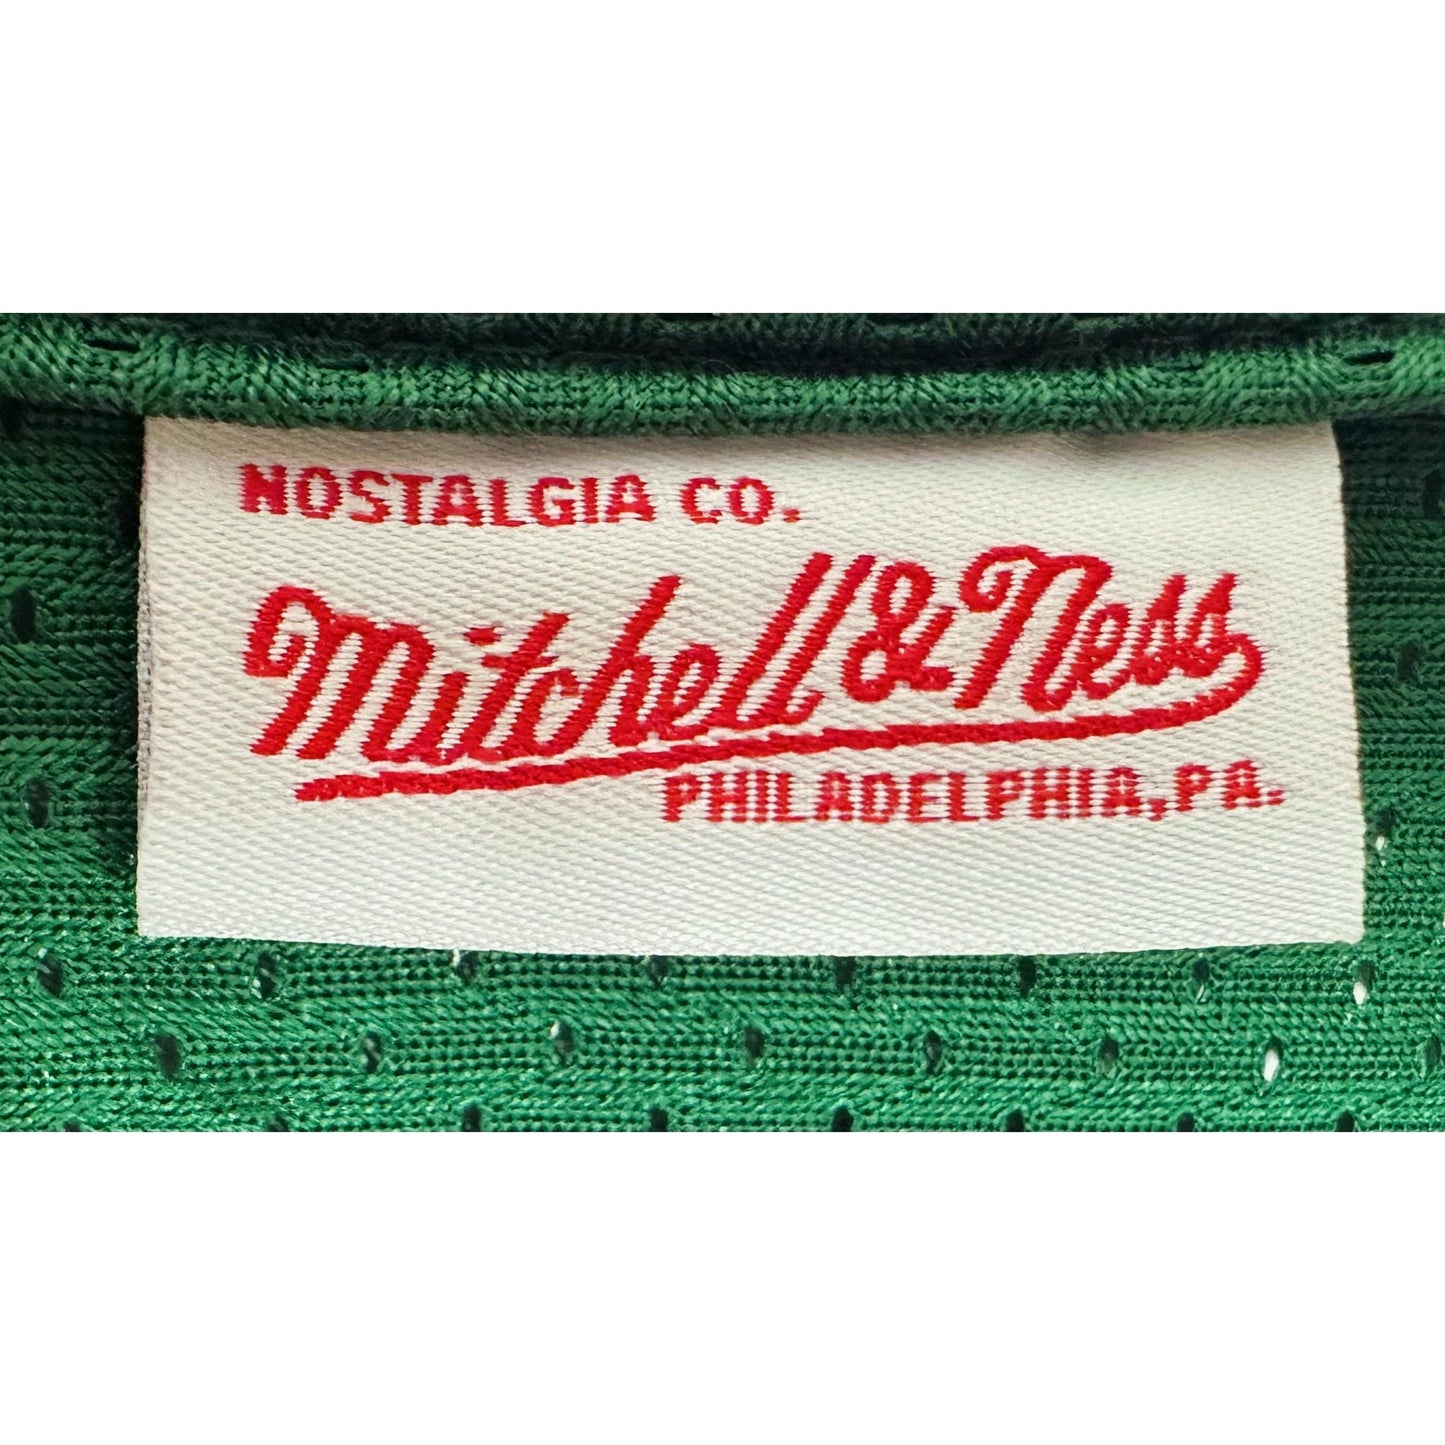 NOSTALGIA CO.
Mitchell & Ness
PHILADELPHIA, PA.